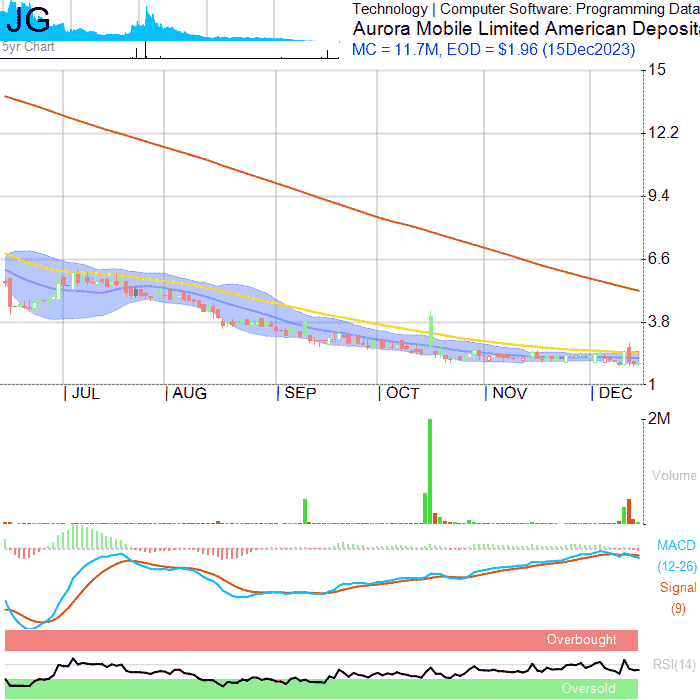 JG
5yr Chart
Technology | Computer Software: Programming Data
Aurora Mobile Limited American Deposit
MC = 11.7M, EOD = $1.96 (15Dec2023)
15
12.2
9.4
6.6
3.8
1
JUL
AUG
SEP
OCT
NOV
DEC
2M
Volume
MACD
(12-26)
Signal
(9)
Overbought
RSI(14)
Oversold